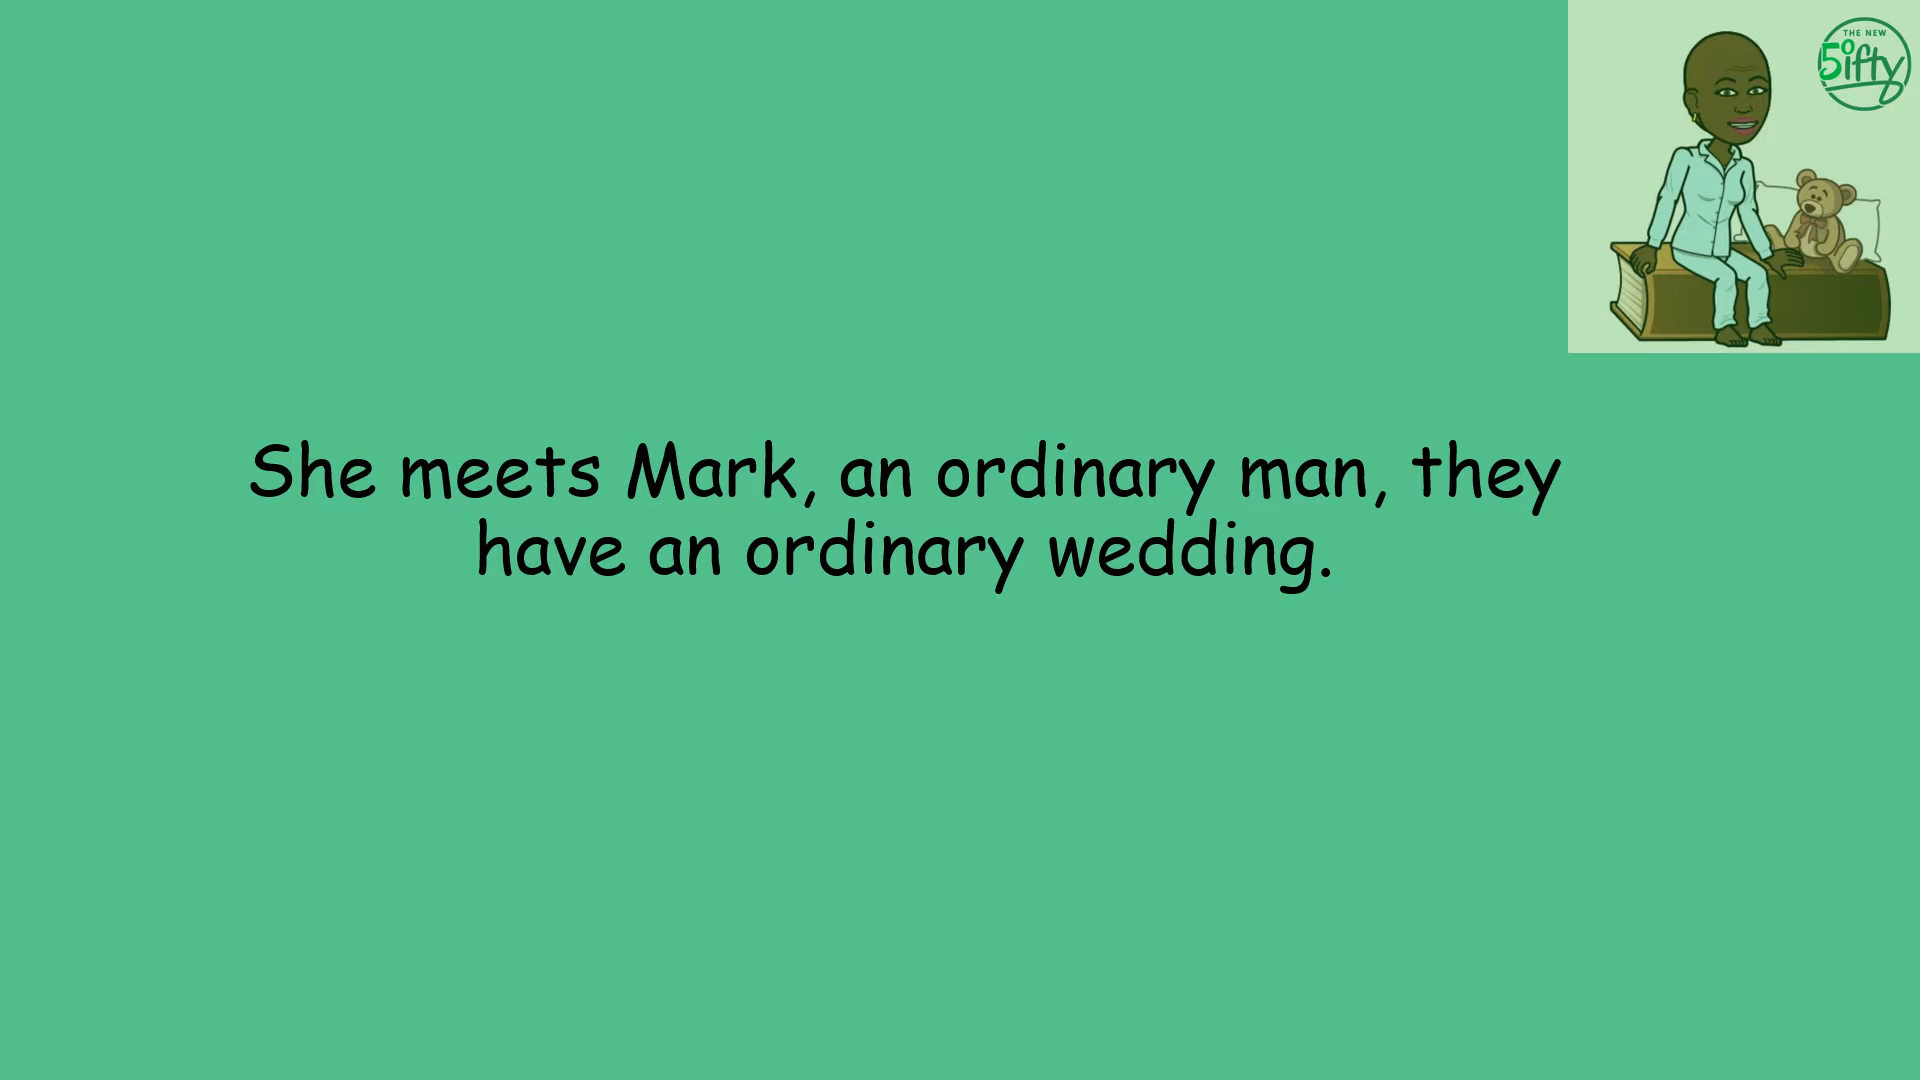 THE NEW
5ifty
She meets Mark, an ordinary man, they
have an ordinary wedding.